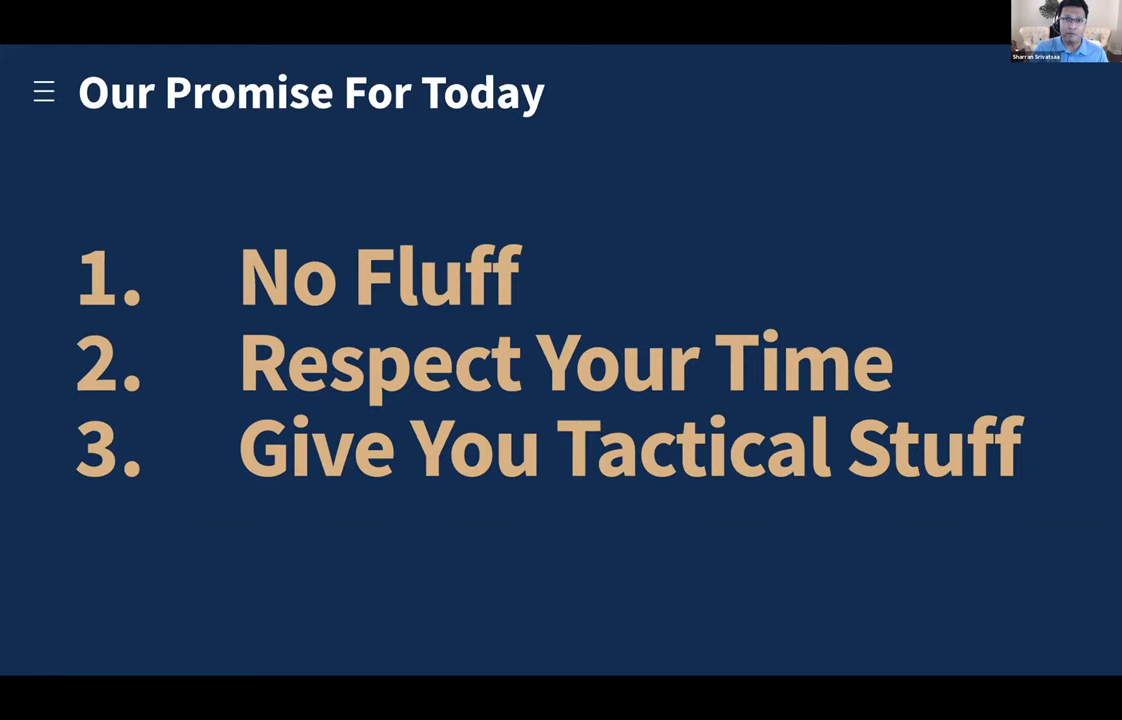 Sharran Srivatsaa
Our Promise For Today
1. No Fluff
2. Respect Your Time
3. Give You Tactical Stuff